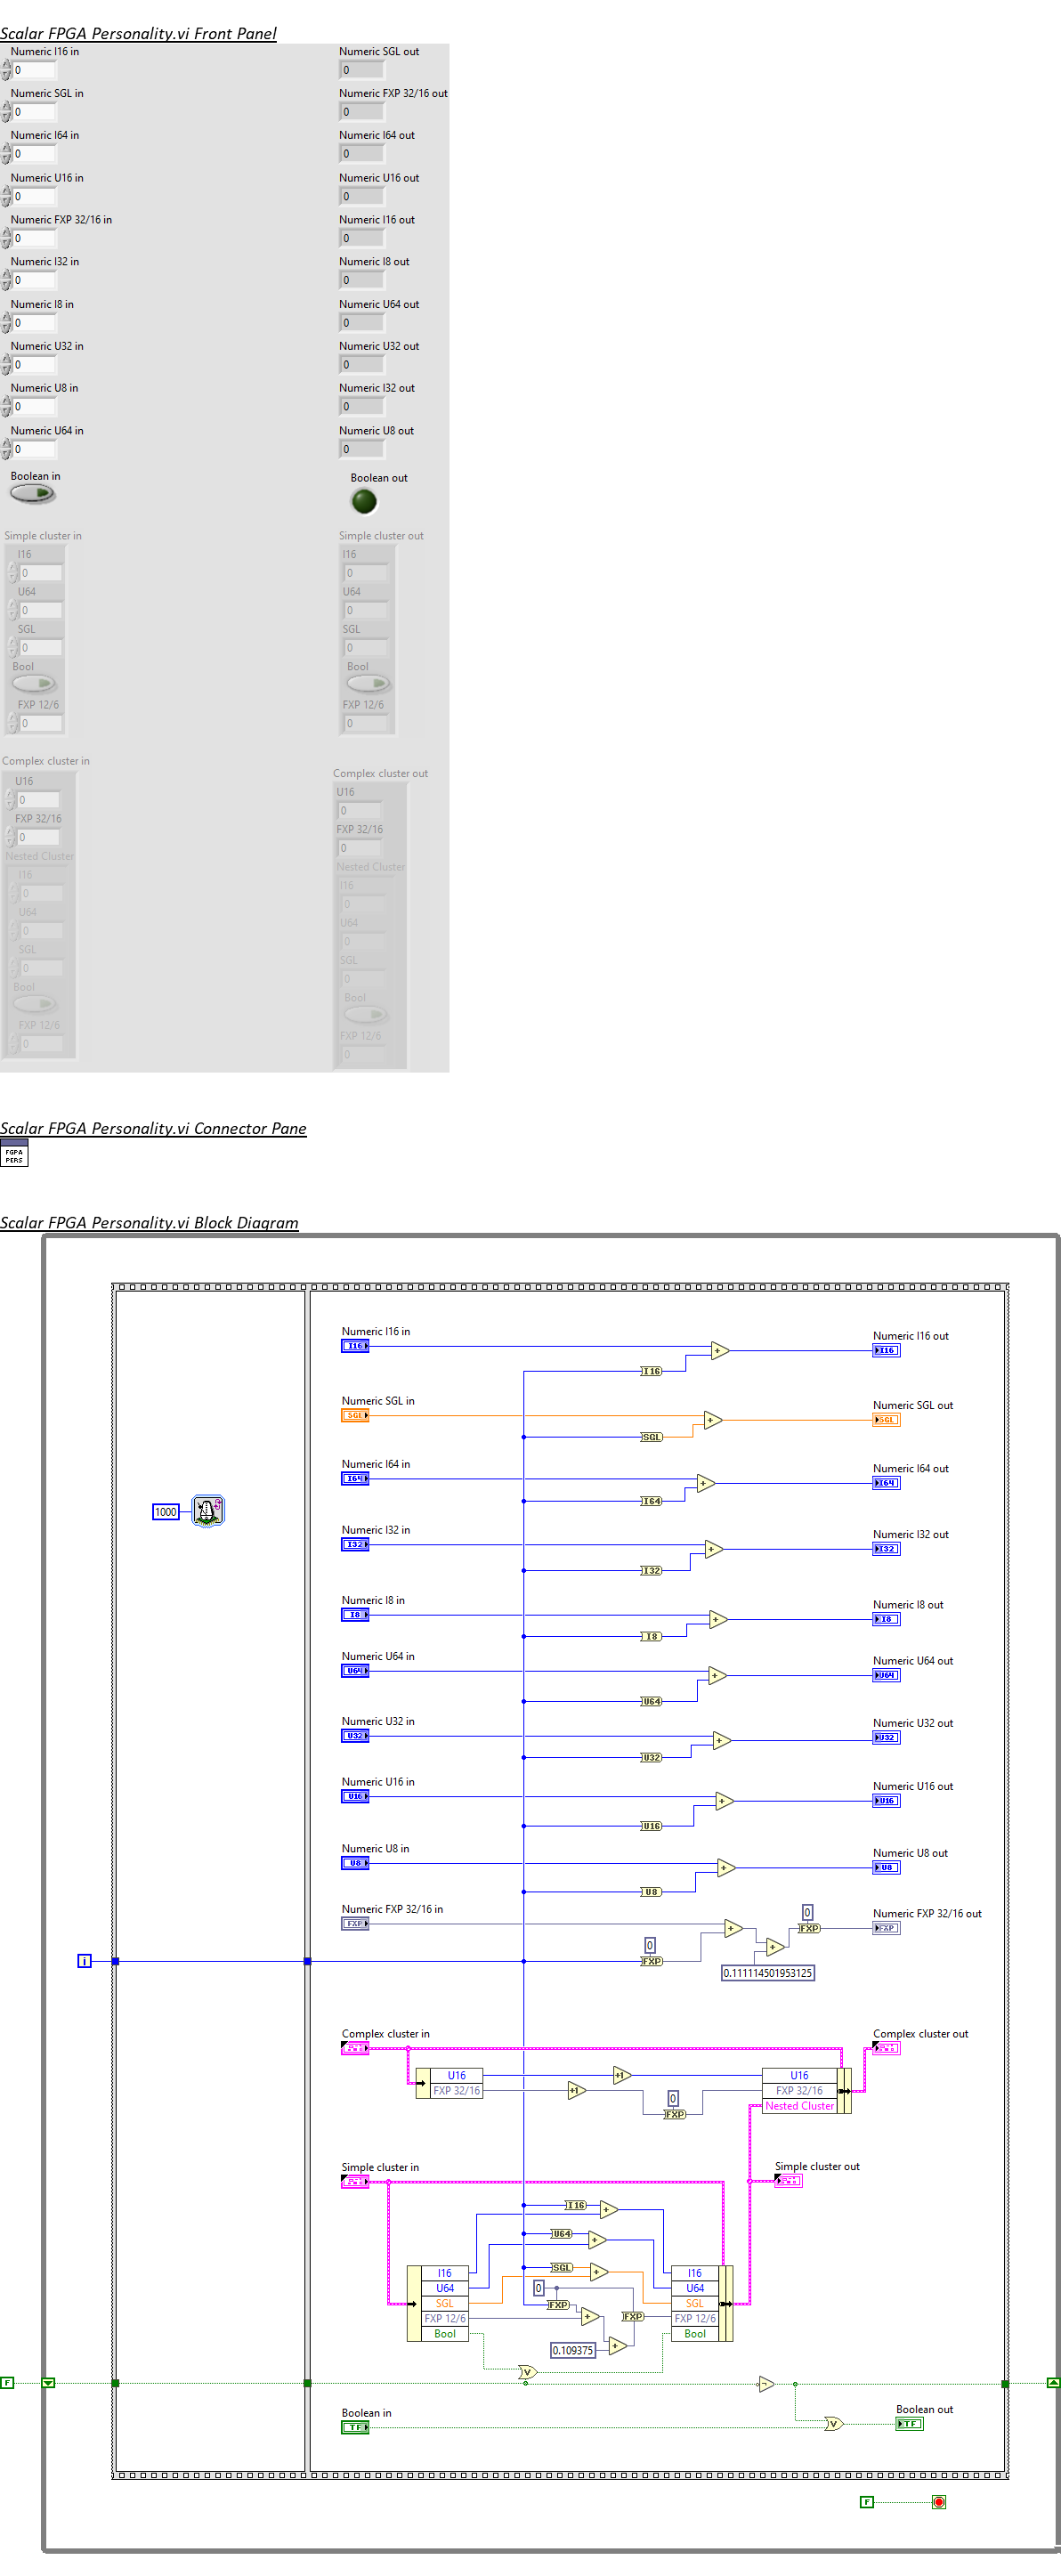 Scalar FPGA Personality.vi Front Panel
Numeric I16 in
0
Numeric SGL in
0
Numeric I64 in
0
Numeric U16 in
0
Numeric FXP 32/16 in
0
Numeric I32 in
0
Numeric I8 in
0
Numeric U32 in
0
Numeric U8 in
0
Numeric U64 in
0
Boolean in
Numeric SGL out
0
Numeric FXP 32/16 out
0
Numeric I64 out
0
Numeric U16 out
0
Numeric I16 out
0
Numeric I8 out
0
Numeric U64 out
0
Numeric U32 out
0
Numeric I32 out
0
Numeric U8 out
0
Boolean out
Simple cluster in
I16
0
U64
0
SGL
0
Bool
FXP 12/6
0
Simple cluster out
I16
0
U64
0
SGL
0
Bool
FXP 12/6
0
Complex cluster in
U16
0
FXP 32/16
0
Nested Cluster
I16
0
U64
0
SGL
0
Bool
FXP 12/6
0
Complex cluster out
U16
0
FXP 32/16
0
Nested Cluster
I16
0
U64
0
SGL
0
Bool
FXP 12/6
0
Scalar FPGA Personality.vi Connector Pane
FGPA
PERS
Scalar FPGA Personality.vi Block Diagram
1000
i
Numeric I16 in
I16
I16
Numeric I16 out
I16
Numeric SGL in
SGL
SGL
Numeric SGL out
SGL
Numeric I64 in
I64
I64
Numeric I64 out
I64
Numeric I32 in
I32
I32
Numeric I32 out
I32
Numeric I8 in
I8
I8
Numeric I8 out
I8
Numeric U64 in
U64
U64
Numeric U64 out
U64
Numeric U32 in
U32
U32
Numeric U32 out
U32
Numeric U16 in
U16
U16
Numeric U16 out
U16
Numeric U8 in
U8
U8
Numeric U8 out
U8
Numeric FXP 32/16 in
FXP
0
FXP
0.111114501953125
0
FXP
Numeric FXP 32/16 out
FXP
Complex cluster in
U16
FXP 32/16
+1
+1
0
FXP
U16
FXP 32/16
Nested Cluster
Complex cluster out
Simple cluster in
Simple cluster out
I16
U64
SGL
0
FXP
FXP
0.109375
I16
U64
SGL
FXP 12/6
Bool
I16
U64
SGL
FXP 12/6
Bool
F
Boolean in
TF
Boolean out
TF
F